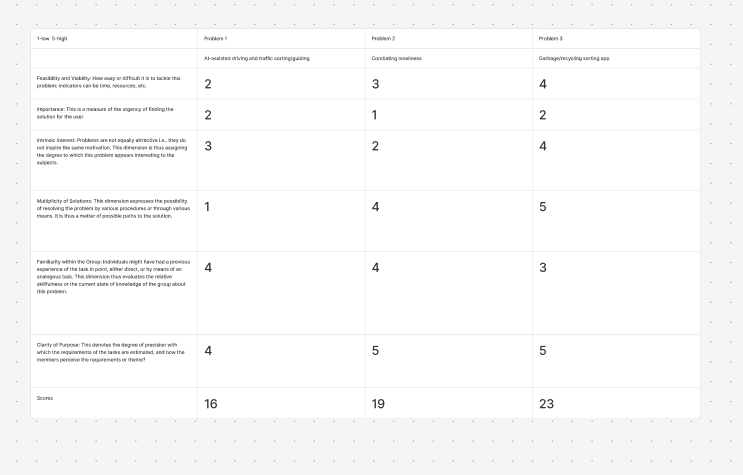 1-low 5-high
Problem 1
Problem 2
Problem 3
AI-assisted driving and traffic sorting/guiding
Combating loneliness
Garbage/recycling sorting app
Feasibility and Viability: How easy or difficult it is to tackle this
problem; indicators can be time, resources, etc.
2
3
4
Importance: This is a measure of the urgency of finding the
solution for the user
2
1
2
Intrinsic Interest: Problems are not equally attractive i.e., they do
not inspire the same motivation. This dimension is thus assigning
the degree to which this problem appears interesting to the
subjects.
3
2
4
Multiplicity of Solutions: This dimension expresses the possibility
of resolving the problem by various procedures or through various
means. It is thus a matter of possible paths to the solution.
1
4
5
Familiarity within the Group: Individuals might have had a previous
experience of the task in point, either direct, or by means of an
analogous task. This dimension thus evaluates the relative
skillfulness or the current state of knowledge of the group about
this problem.
4
4
3
Clarity of Purpose: This denotes the degree of precision with
which the requirements of the tasks are estimated, and how the
members perceive the requirements or theme?
4
5
5
Scores
16
19
23